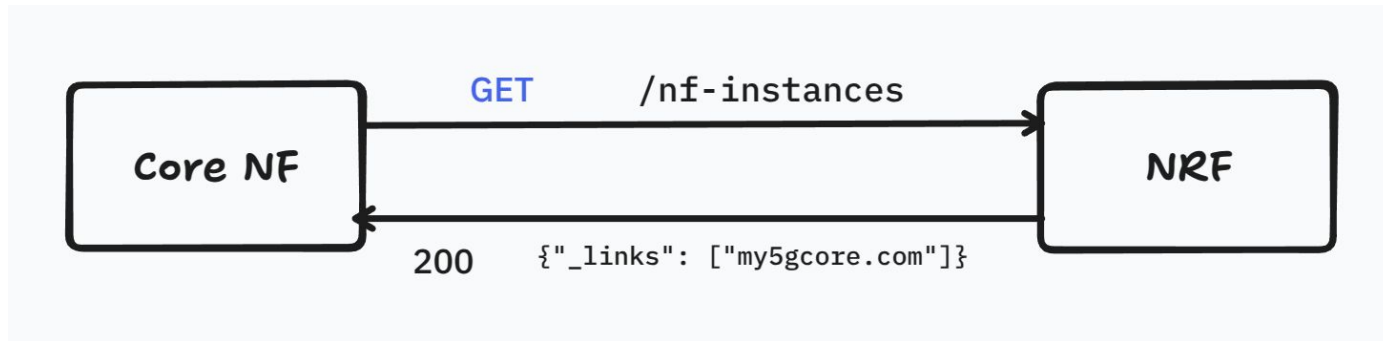 GET /nf-instances
Core NF
NRF
200 {"_links": ["my5gcore.com"]}